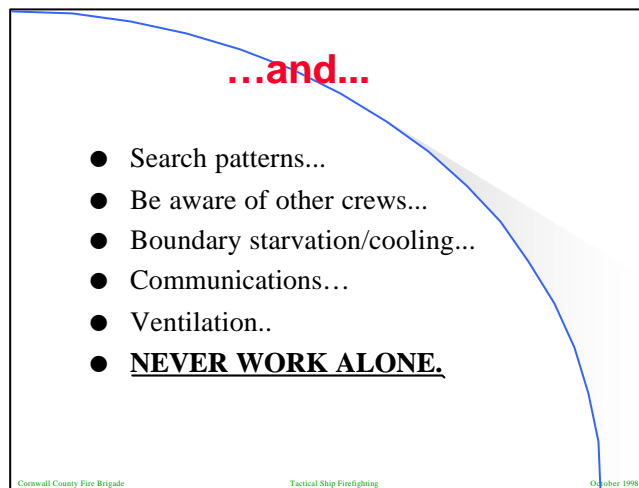 …and...
● Search patterns...
● Be aware of other crews...
● Boundary starvation/cooling...
● Communications…
● Ventilation..
● NEVER WORK ALONE.
Cornwall County Fire Brigade Tactical Ship Firefighting October 1998